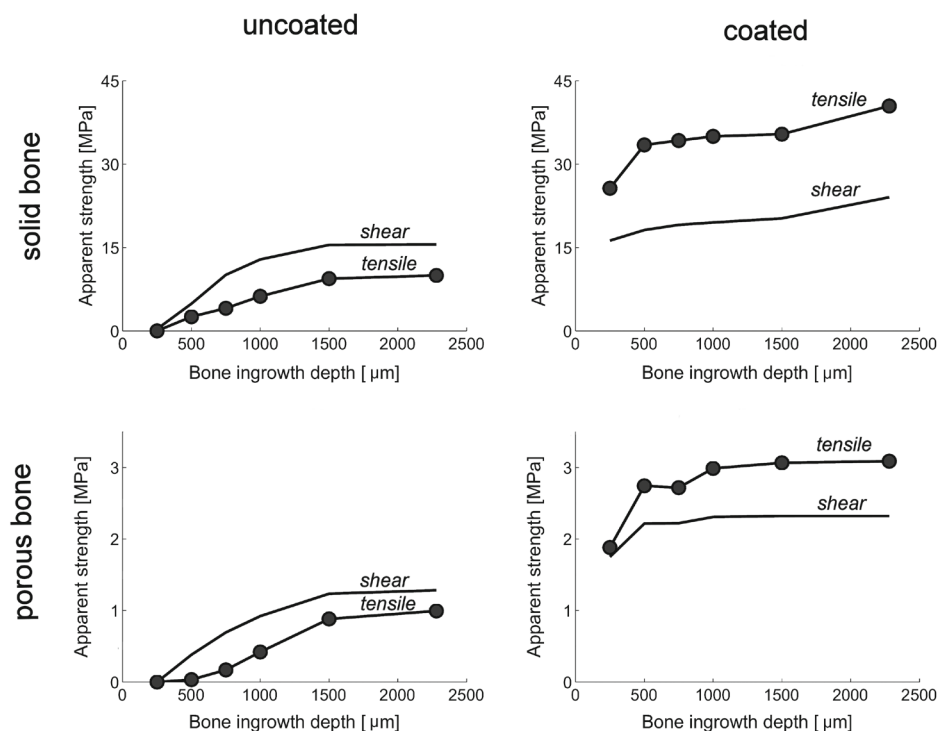 uncoated
coated
solid bone
porous bone
Apparent strength [MPa]
45
30
15
0
shear
tensile
0 500 1000 1500 2000 2500
Bone ingrowth depth [ µm]
Apparent strength [MPa]
45
30
15
0
tensile
shear
0 500 1000 1500 2000 2500
Bone ingrowth depth [ µm]
Apparent strength [MPa]
3
2
1
0
shear
tensile
0 500 1000 1500 2000 2500
Bone ingrowth depth [ µm]
Apparent strength [MPa]
3
2
1
0
tensile
shear
0 500 1000 1500 2000 2500
Bone ingrowth depth [ µm]